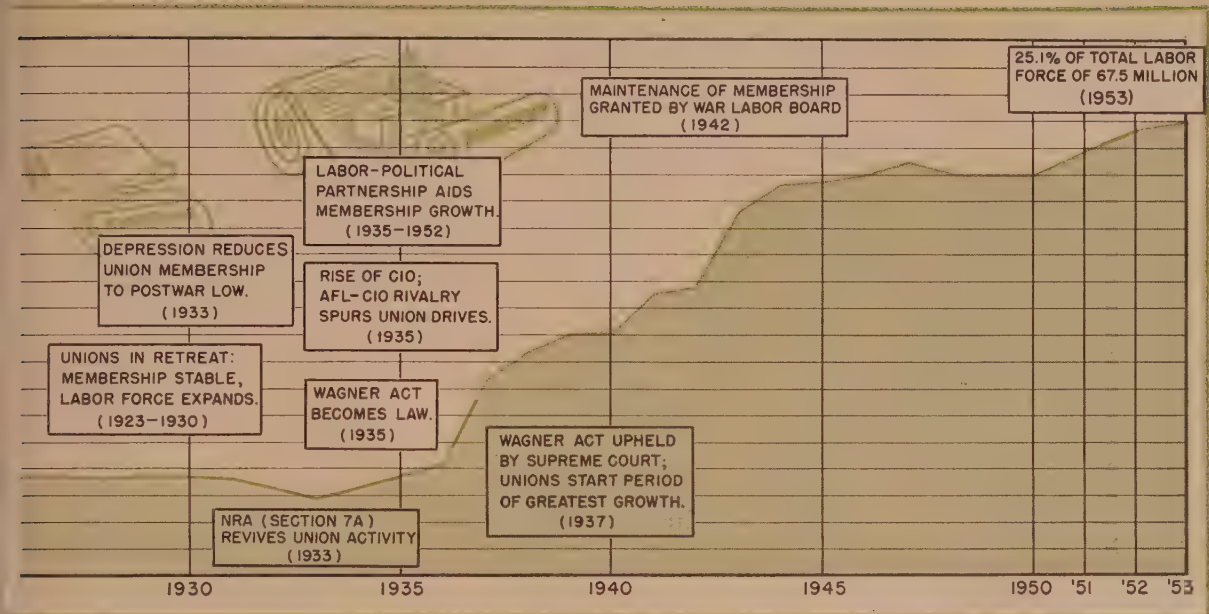 25.1% OF TOTAL LABOR
FORCE OF 67.5 MILLION
(1953)
MAINTENANCE OF MEMBERSHIP
GRANTED BY WAR LABOR BOARD
(1942)
LABOR-POLITICAL
PARTNERSHIP AIDS
MEMBERSHIP GROWTH.
(1935-1952)
DEPRESSION REDUCES
UNION MEMBERSHIP
TO POSTWAR LOW.
(1933)
RISE OF CIO;
AFL-CIO RIVALRY
SPURS UNION DRIVES.
(1935)
UNIONS IN RETREAT:
MEMBERSHIP STABLE,
LABOR FORCE EXPANDS.
(1923-1930)
WAGNER ACT
BECOMES LAW.
(1935)
WAGNER ACT UPHELD
BY SUPREME COURT;
UNIONS START PERIOD
OF GREATEST GROWTH.
(1937)
NRA (SECTION 7A)
REVIVES UNION ACTIVITY
(1933)
1930 1935 1940 1945 1950 '51 '52 '53